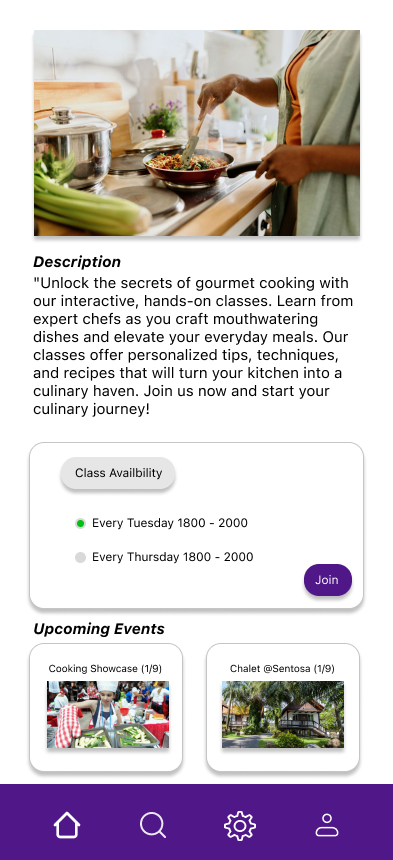 Description
"Unlock the secrets of gourmet cooking with
our interactive, hands-on classes. Learn from
expert chefs as you craft mouthwatering
dishes and elevate your everyday meals. Our
classes offer personalized tips, techniques,
and recipes that will turn your kitchen into a
culinary haven. Join us now and start your
culinary journey!
Class Availbility
Every Tuesday 1800 - 2000
Every Thursday 1800 - 2000
Join
Upcoming Events
Cooking Showcase (1/9)
Chalet @Sentosa (1/9)